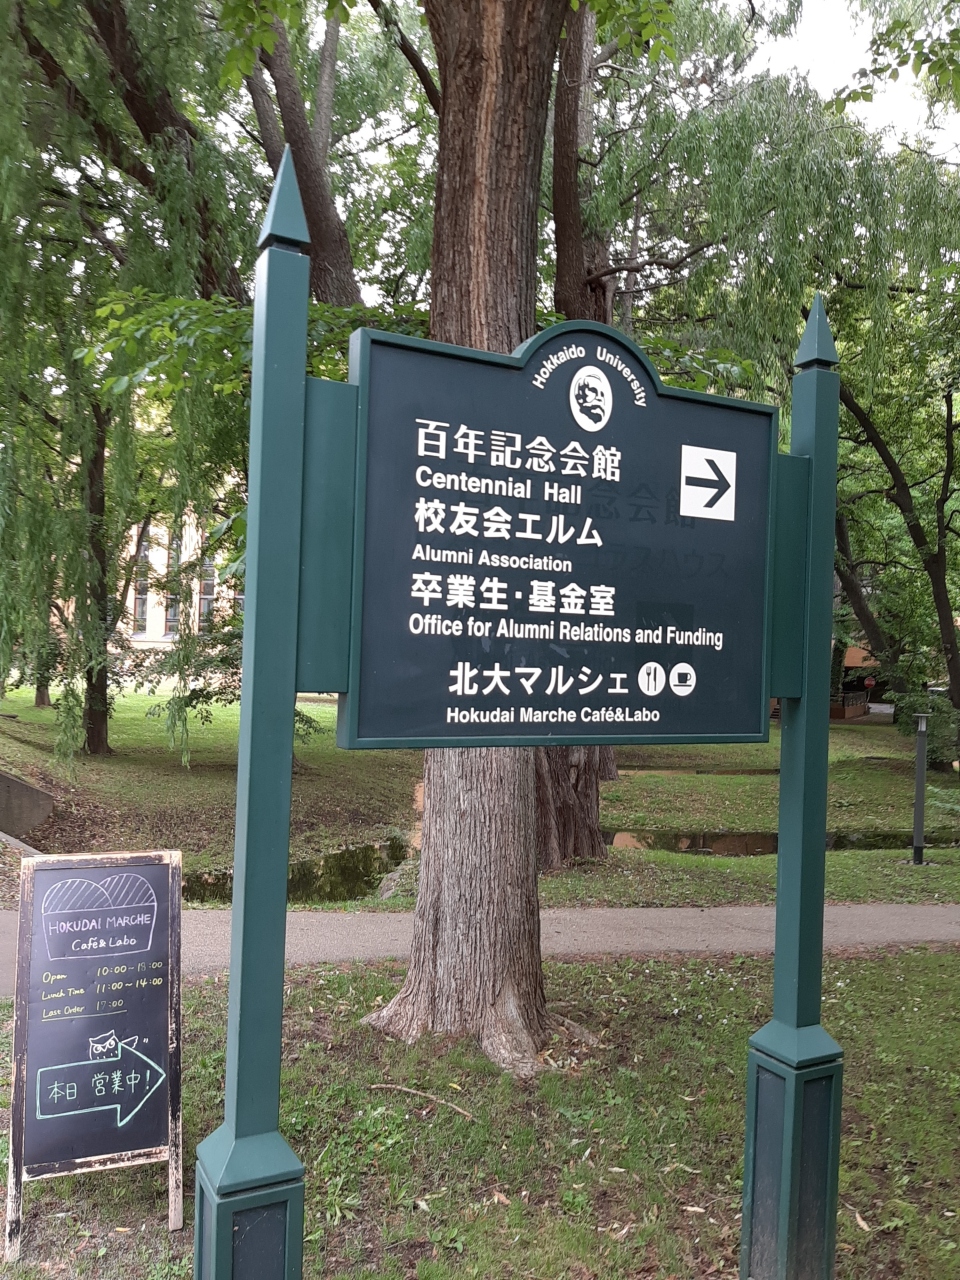 Hokkaido University
百年記念会館
Centennial Hall
校友会エルム
Alumni Association
卒業生・基金室
Office for Alumni Relations and Funding
北大マルシェ
Hokudai Marche Café&Labo
HOKUDAI MARCHE
Café&Labo
Open 10:00~18:00
Lunch Time 11:00~14:00
Last Order 17:00
本日 営業中!